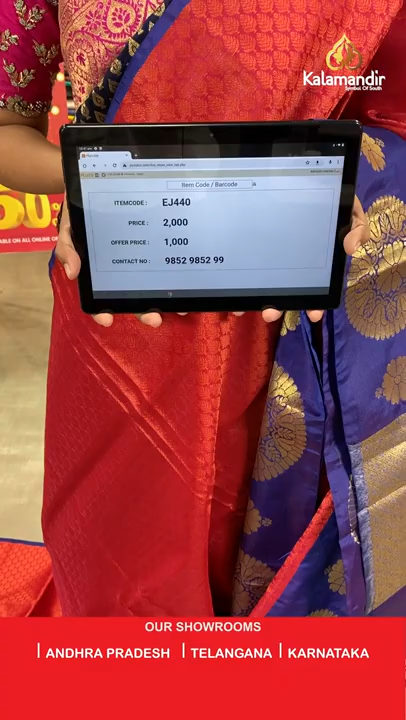 Kalamandir
Symbol Of South
Item Code / Barcode
ITEMCODE : EJ440
PRICE : 2,000
OFFER PRICE : 1,000
CONTACT NO : 9852 9852 99
OUR SHOWROOMS
| ANDHRA PRADESH | TELANGANA | KARNATAKA